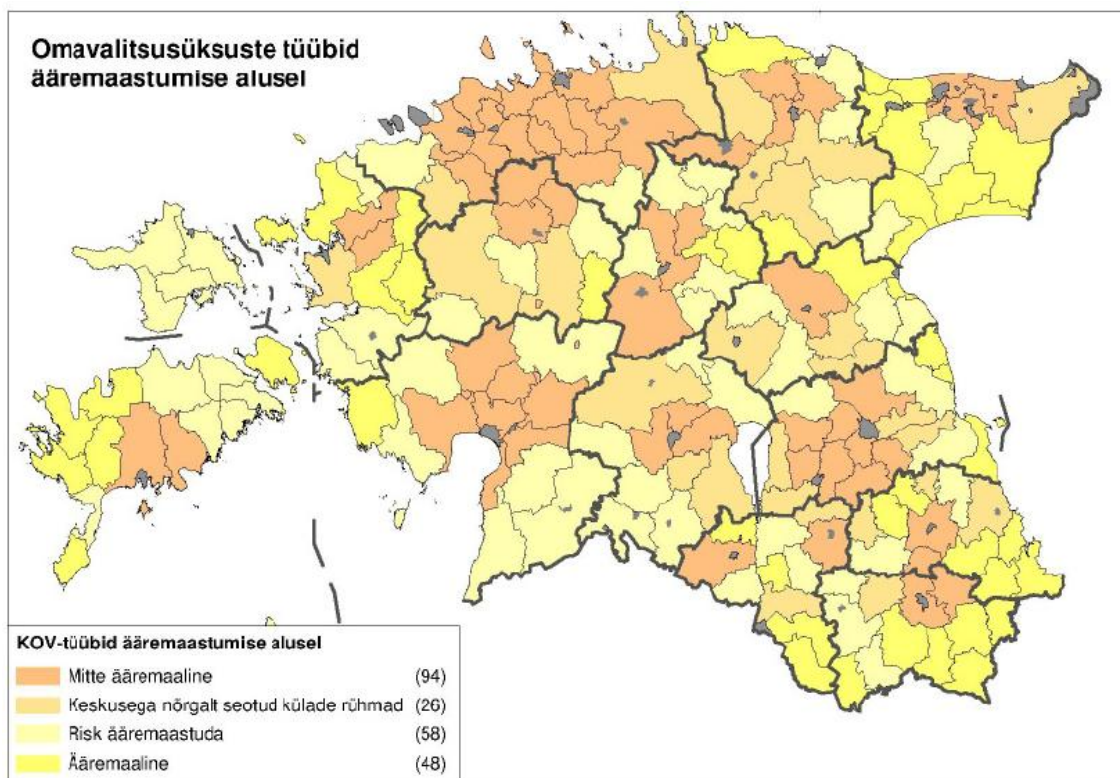 Omavalitsusüksuste tüübid
ääremaastumise alusel
KOV-tüübid ääremaastumise alusel
Mitte ääremaaline (94)
Keskusega nõrgalt seotud külade rühmad (26)
Risk ääremaastuda (58)
Ääremaaline (48)